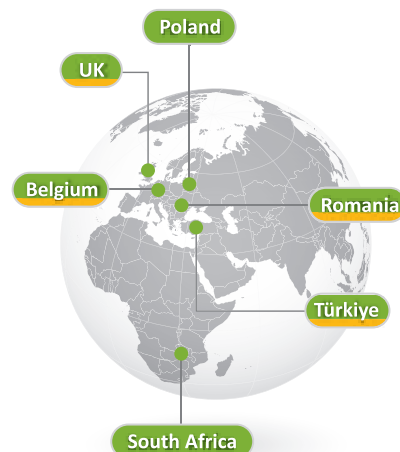 Poland
UK
Belgium
Romania
Türkiye
South Africa